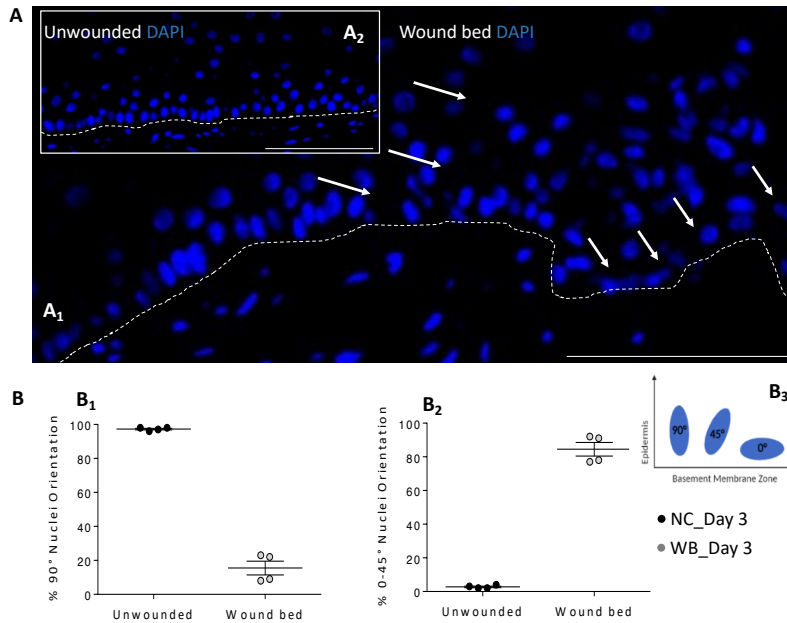 A
Unwounded DAPI
A2
Wound bed DAPI
A1
B
B1
% 90° Nuclei Orientation
100
80
60
40
20
0
Unwounded
Wound bed
B2
% 0-45° Nuclei Orientation
100
80
60
40
20
0
Unwounded
Wound bed
B3
Epidermis
90°
45°
0°
Basement Membrane Zone
NC_Day 3
WB_Day 3